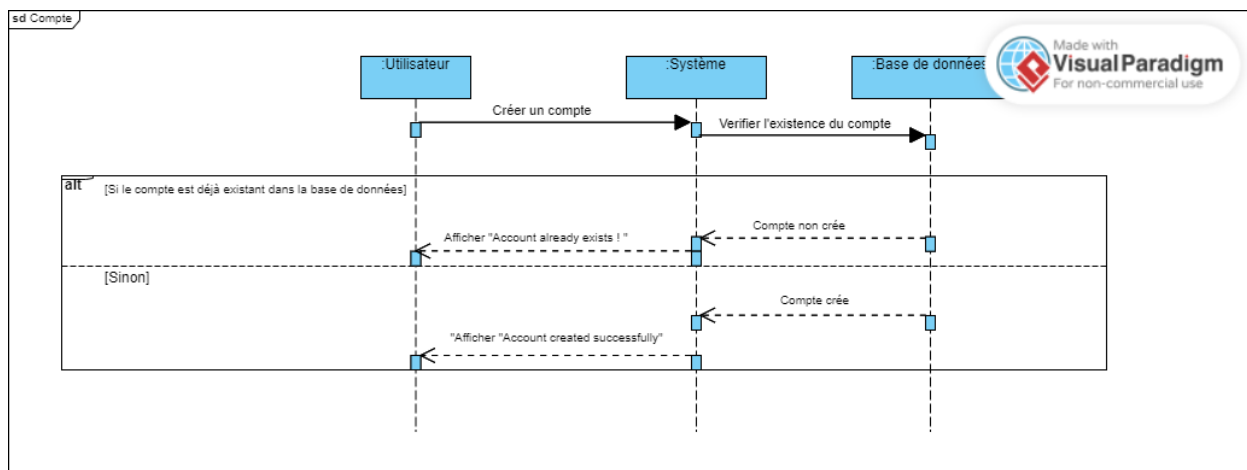 sd Compte
Made with
Visual Paradigm
For non-commercial use
:Utilisateur
:Système
:Base de données
Créer un compte
Verifier l'existence du compte
alt
[Si le compte est déjà existant dans la base de données]
Compte non crée
Afficher "Account already exists ! "
[Sinon]
Compte crée
"Afficher "Account created successfully"